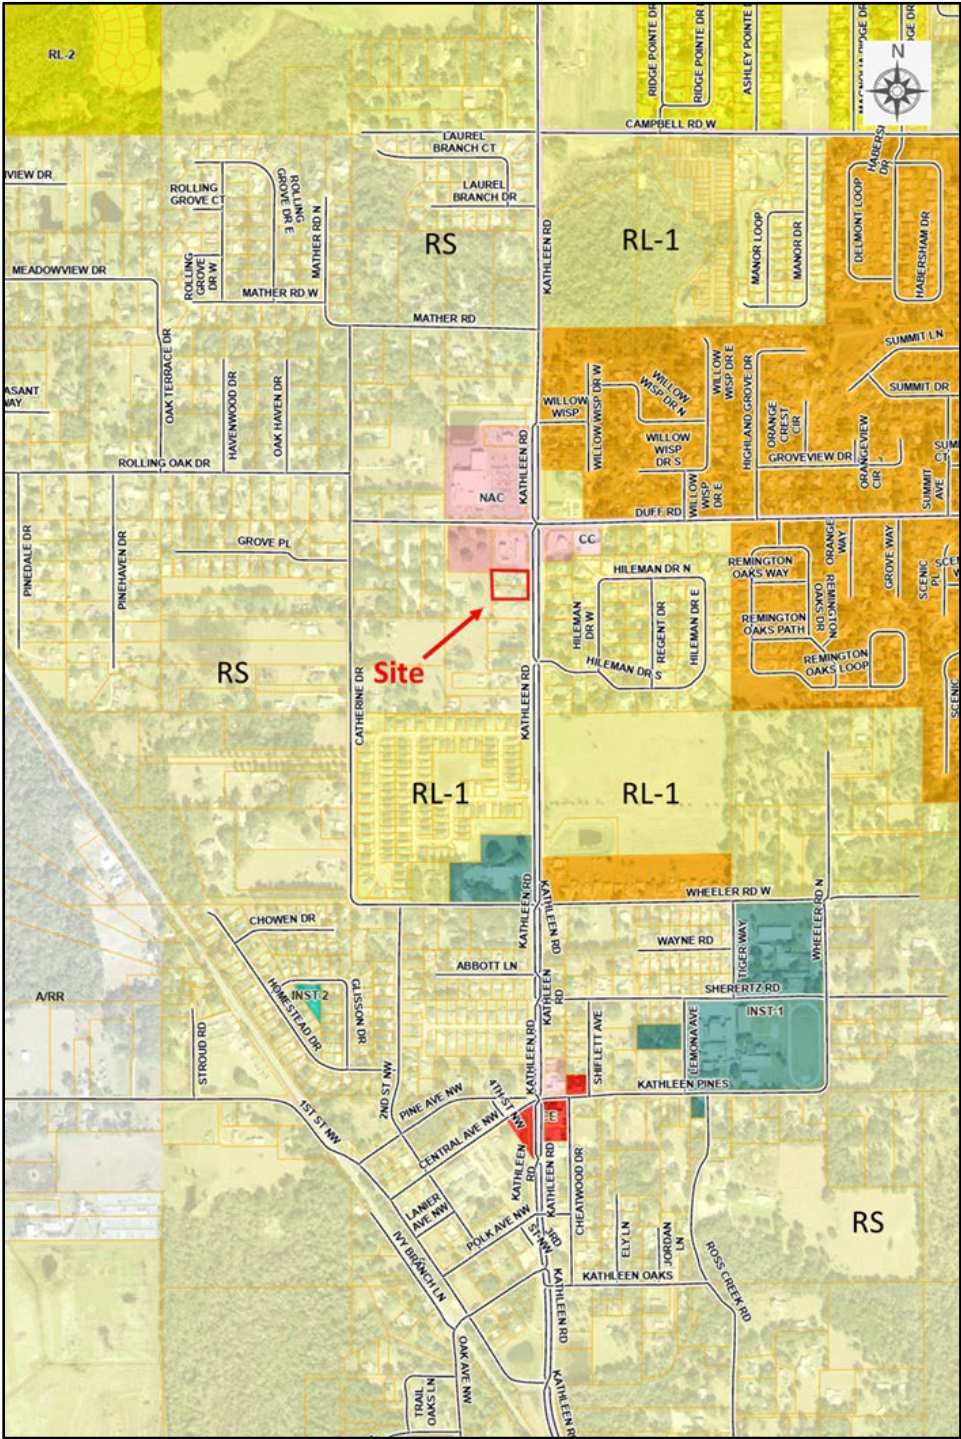 RL-2
RIDGE POINTE DR
RIDGE POINTE DR
ASHLEY POINTE
N
CAMPBELL RD W
LAUREL
BRANCH CT
HABERSHAM
DR
IVIEW DR
ROLLING
GROVE CT
ROLLING
GROVE DR E
MATHER RD N
LAUREL
BRANCH DR
KATHLEEN RD
RS
RL-1
MANOR LOOP
MANOR DR
DELMONT LOOP
HABERSHAM DR
MEADOWVIEW DR
ROLLING
GROVE
DR W
MATHER RD W
MATHER RD
SUMMIT LN
SUMMIT DR
OAK TERRACE DR
HAVENWOOD DR
OAK HAVEN DR
ASANT
WAY
WILLOW
WISP
WILLOW WISP DR W
WILLOW
WISP DR N
WILLOW
WISP DR E
HIGHLAND GROVE DR
ORANGE
CREST
CIR
ORANGEVIEW
CIR
SUMMIT
AVE
SUM
CT
ROLLING OAK DR
KATHLEEN RD
WILLOW
WISP
DR S
GROVEVIEW DR
NAC
DUFF RD
WILLOW
WISP
DR E
PINEDALE DR
PINEHAVEN DR
GROVE PL
CC
HILEMAN DR N
REMINGTON
OAKS WAY
ORANGE
WAY
GROVE WAY
SCENIC
PL
SCE
W
HILEMAN
DR W
REGENT DR
HILEMAN DR E
REMINGTON
OAKS PATH
REMINGTON
OAKS DR
REMINGTON
OAKS LOOP
HILEMAN DR S
SCENIC
RS
Site
CATHERINE DR
KATHLEEN RD
RL-1
RL-1
WHEELER RD W
KATHLEEN RD
KATHLEEN RD
WHEELER RD N
CHOWEN DR
WAYNE RD
TIGER WAY
ABBOTT LN
KATHLEEN
RD
SHERERTZ RD
A/RR
INST-2
HOMESTEAD DR
GLISSON DR
INST-1
STROUD RD
KATHLEEN RD
SHIFLETT AVE
LEMONA AVE
2ND ST NW
KATHLEEN PINES
1ST ST NW
PINE AVE NW
4TH ST NW
E
CENTRAL AVE NW
KATHLEEN
RD
KATHLEEN RD
CHEATWOOD DR
LANIER
AVE NW
POLK AVE NW
3RD
ST NW
ELY LN
JORDAN
LN
RS
IVY BRANCH LN
KATHLEEN OAKS
ROSS CREEK RD
KATHLEEN RD
OAK AVE NW
TRAIL
OAKS LN
KATHLEEN R